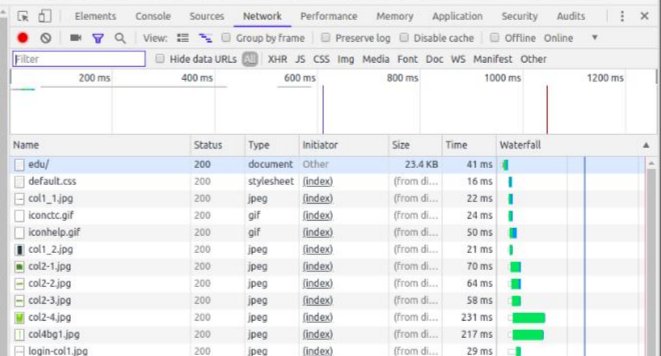 Elements Console Sources Network Performance Memory Application Security Audits
View: Group by frame Preserve log Disable cache Offline Online
Filter Hide data URLs All XHR JS CSS Img Media Font Doc WS Manifest Other
200 ms 400 ms 600 ms 800 ms 1000 ms 1200 ms
Name Status Type Initiator Size Time Waterfall
edu/ 200 document Other 23.4 KB 41 ms
default.css 200 stylesheet (index) (from di... 16 ms
col1_1.jpg 200 jpeg (index) (from di... 22 ms
iconctc.gif 200 gif (index) (from di... 24 ms
iconhelp.gif 200 gif (index) (from di... 50 ms
col1_2.jpg 200 jpeg (index) (from di... 21 ms
col2-1.jpg 200 jpeg (index) (from di... 70 ms
col2-2.jpg 200 jpeg (index) (from di... 64 ms
col2-3.jpg 200 jpeg (index) (from di... 58 ms
col2-4.jpg 200 jpeg (index) (from di... 231 ms
col4bg1.jpg 200 jpeg (index) (from di... 217 ms
login-col1.jpg 200 jpeg (index) (from di... 29 ms